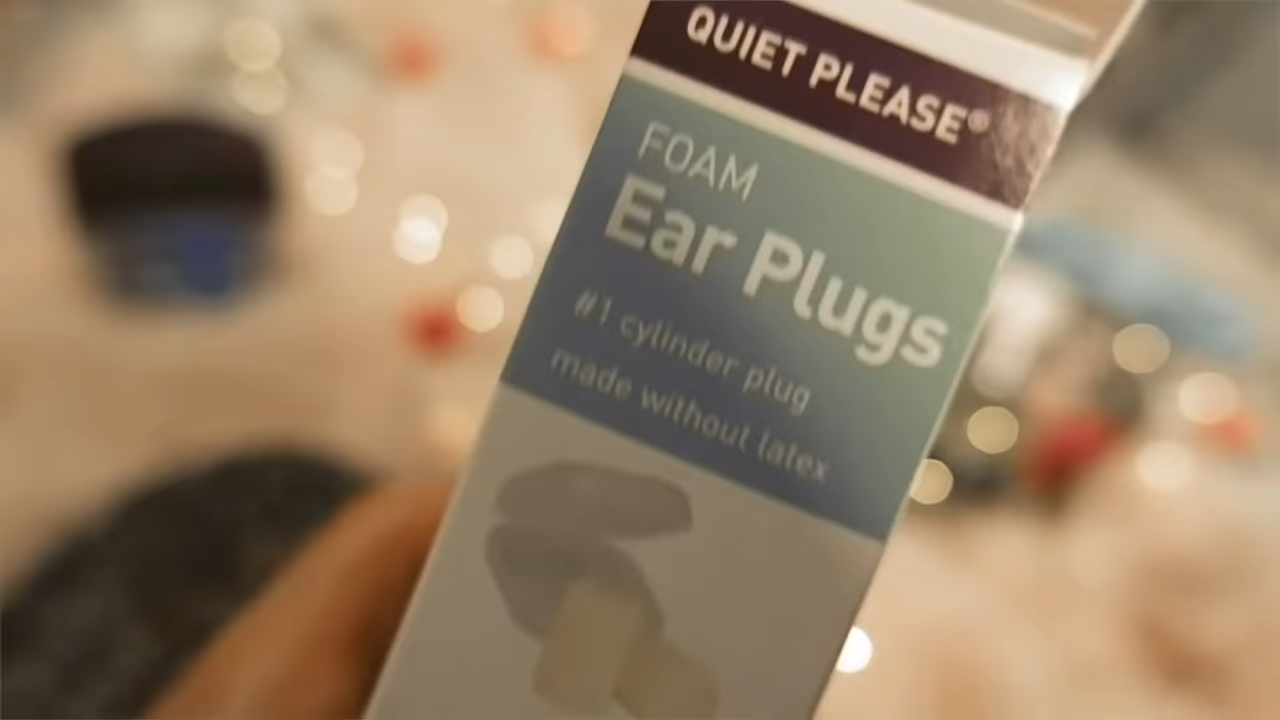 QUIET PLEASE®
FOAM
Ear Plugs
#1 cylinder plug
made without latex